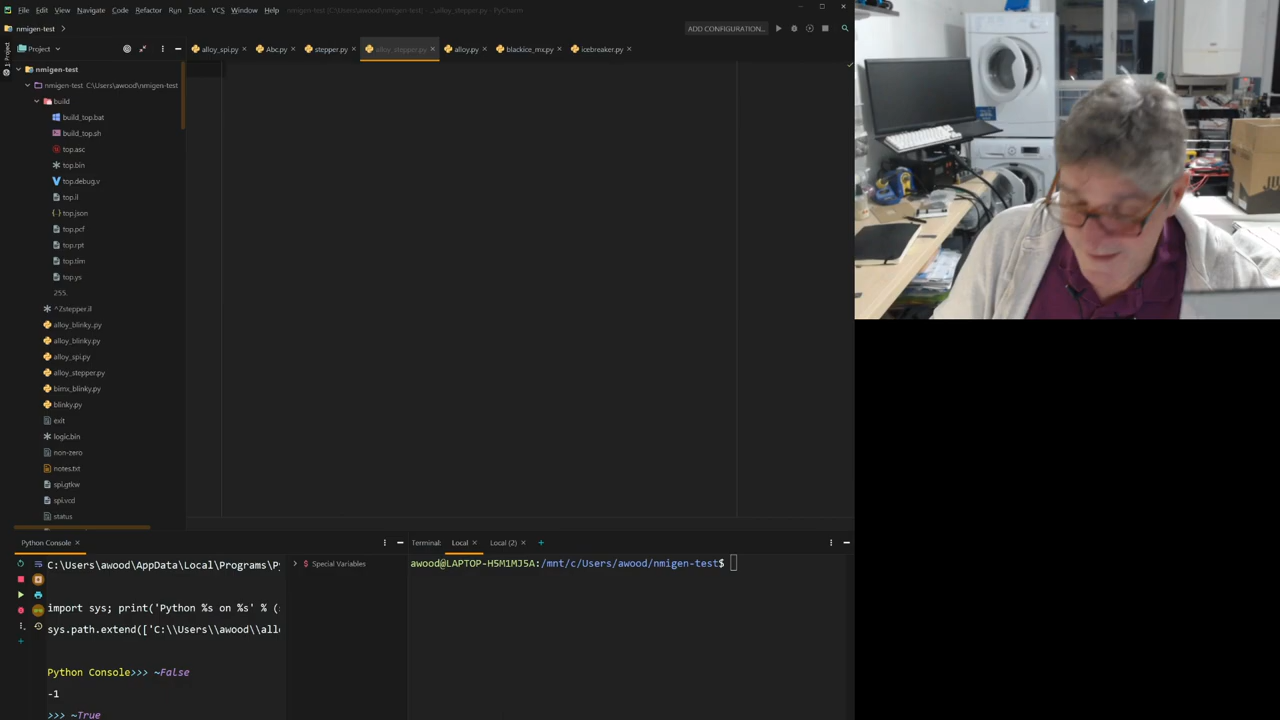 File Edit View Navigate Code Refactor Run Tools VCS Window Help nmigen-test
nmigen-test
ADD CONFIGURATION...
Project
Project
alloy_spi.py
Abc.py
stepper.py
alloy_stepper.py
alloy.py
blackice_mx.py
icebreaker.py
nmigen-test
nmigen-test C:\Users\awood\nmigen-test
build
build_top.bat
build_top.sh
top.asc
top.bin
top.debug.v
top.il
top.json
top.pcf
top.rpt
top.tim
top.ys
255.
^Zstepper.il
alloy_blinky..py
alloy_blinky.py
alloy_spi.py
alloy_stepper.py
bimx_blinky.py
blinky.py
exit
logic.bin
non-zero
notes.txt
spi.gtkw
spi.vcd
status
Python Console
C:\Users\awood\AppData\Local\Programs\P
import sys; print('Python %s on %s' % (
sys.path.extend(['C:\\Users\\awood\\all
Python Console>>> ~False
-1
>>> ~True
Special Variables
Terminal: Local Local (2)
awood@LAPTOP-H5M1MJ5A:/mnt/c/Users/awood/nmigen-test$